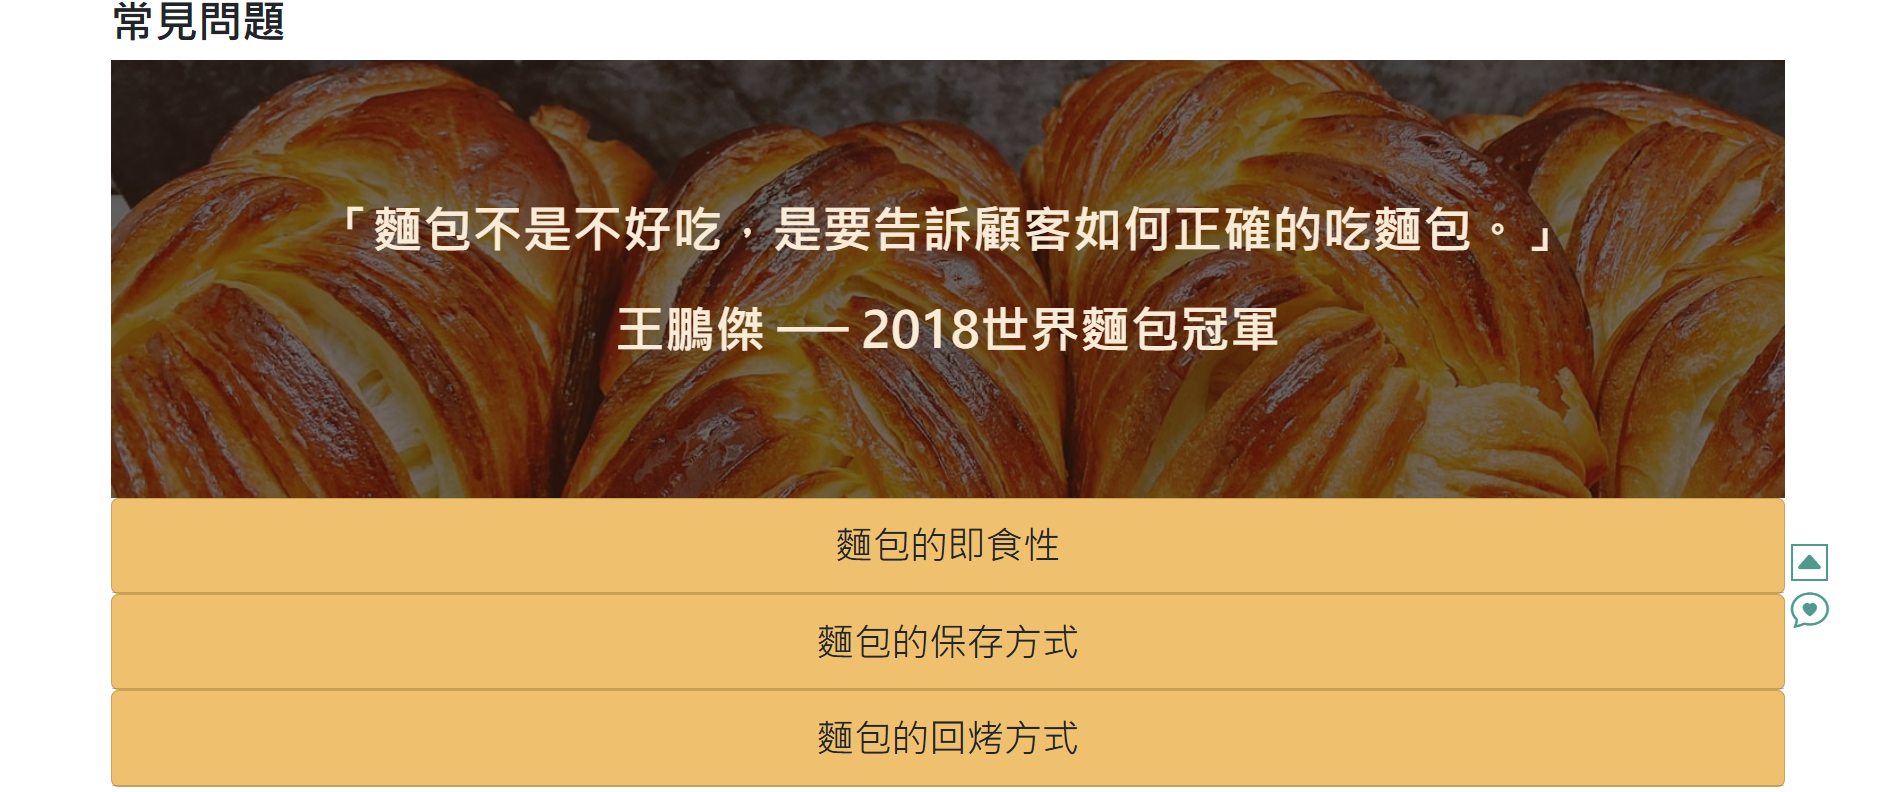 常見問題
「麵包不是不好吃，是要告訴顧客如何正確的吃麵包。」
王鵬傑 ── 2018世界麵包冠軍
麵包的即食性
麵包的保存方式
麵包的回烤方式